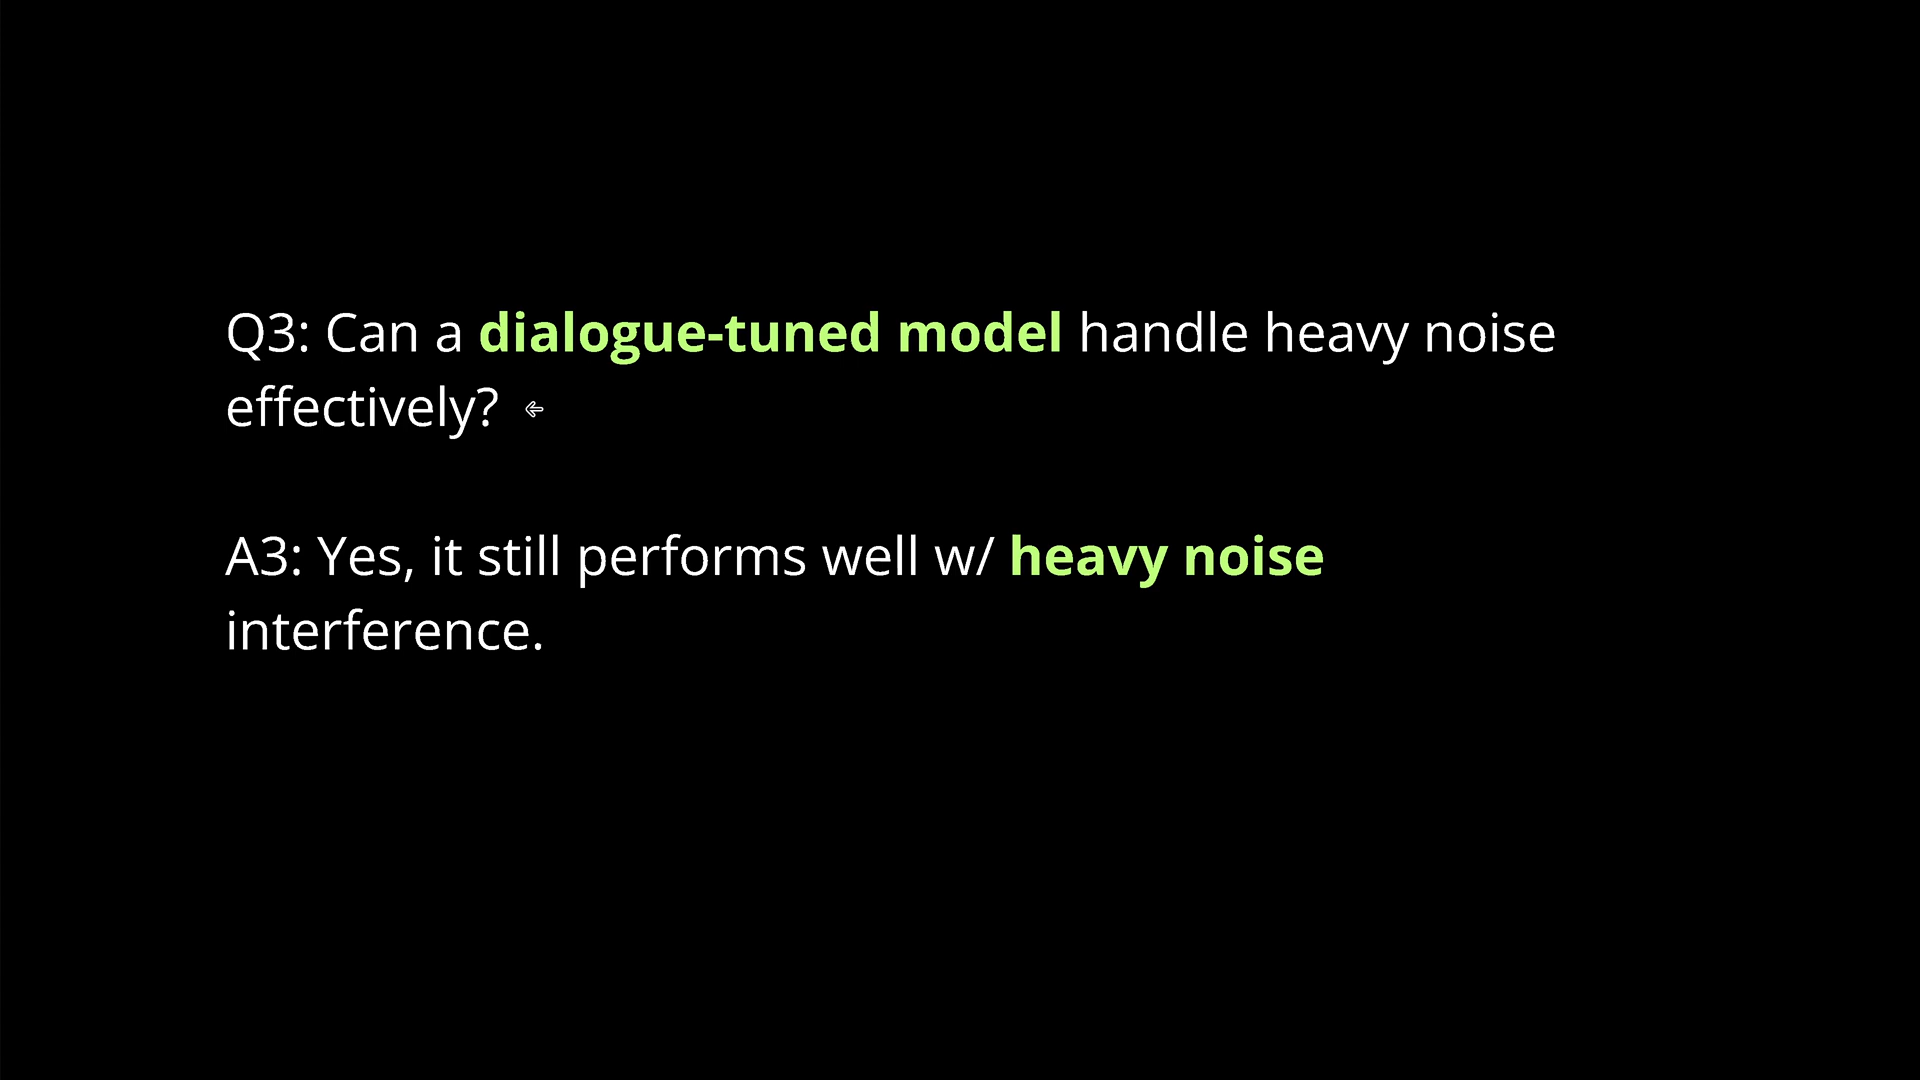 Q3: Can a dialogue-tuned model handle heavy noise
effectively? ⇐
A3: Yes, it still performs well w/ heavy noise
interference.